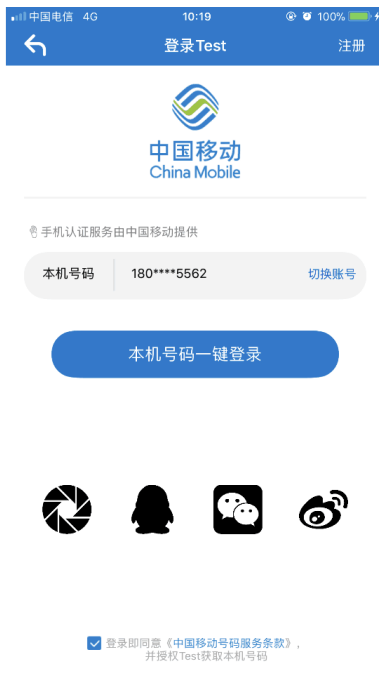 中国电信 4G 10:19 100%
登录Test 注册
中国移动
China Mobile
手机认证服务由中国移动提供
本机号码 180****5562 切换账号
本机号码一键登录
登录即同意《中国移动号码服务条款》,
并授权Test获取本机号码